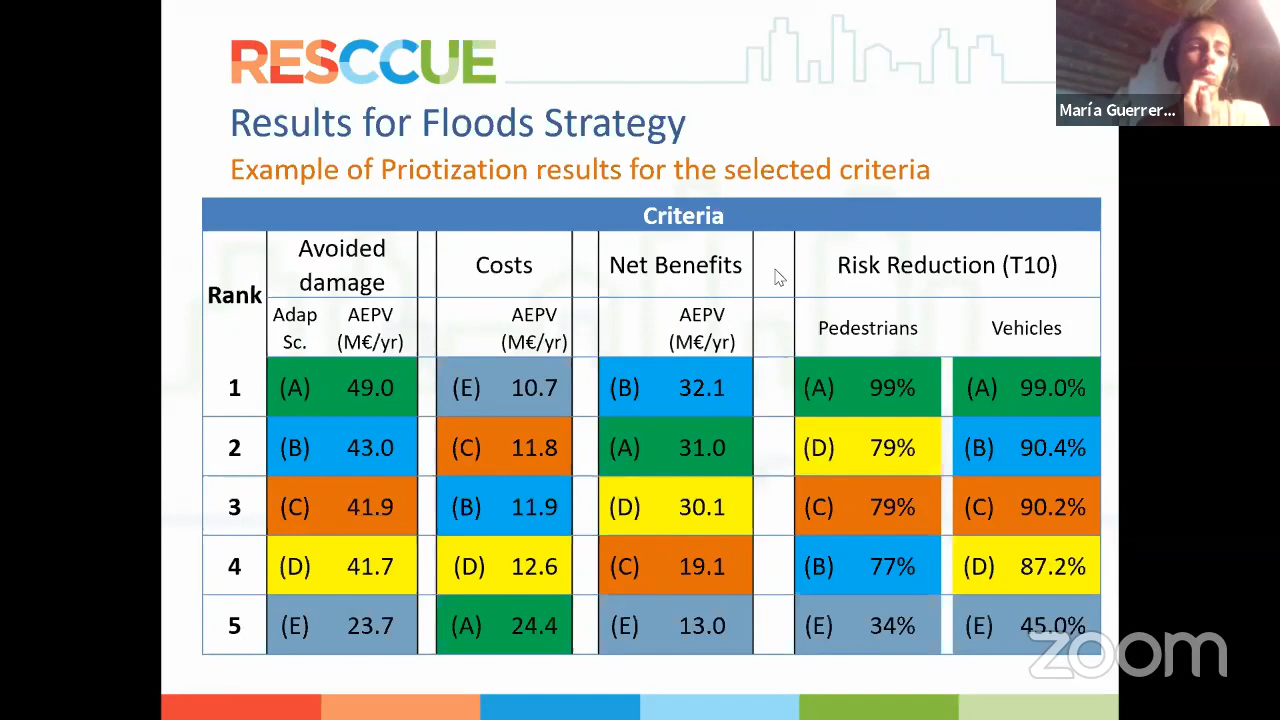 RESCCUE
María Guerrer...
Results for Floods Strategy
Example of Priotization results for the selected criteria
Criteria
Rank
Avoided damage
Costs
Net Benefits
Risk Reduction (T10)
Adap Sc.
AEPV (M€/yr)
AEPV (M€/yr)
AEPV (M€/yr)
Pedestrians
Vehicles
1 (A) 49.0 (E) 10.7 (B) 32.1 (A) 99% (A) 99.0%
2 (B) 43.0 (C) 11.8 (A) 31.0 (D) 79% (B) 90.4%
3 (C) 41.9 (B) 11.9 (D) 30.1 (C) 79% (C) 90.2%
4 (D) 41.7 (D) 12.6 (C) 19.1 (B) 77% (D) 87.2%
5 (E) 23.7 (A) 24.4 (E) 13.0 (E) 34% (E) 45.0%
zoom